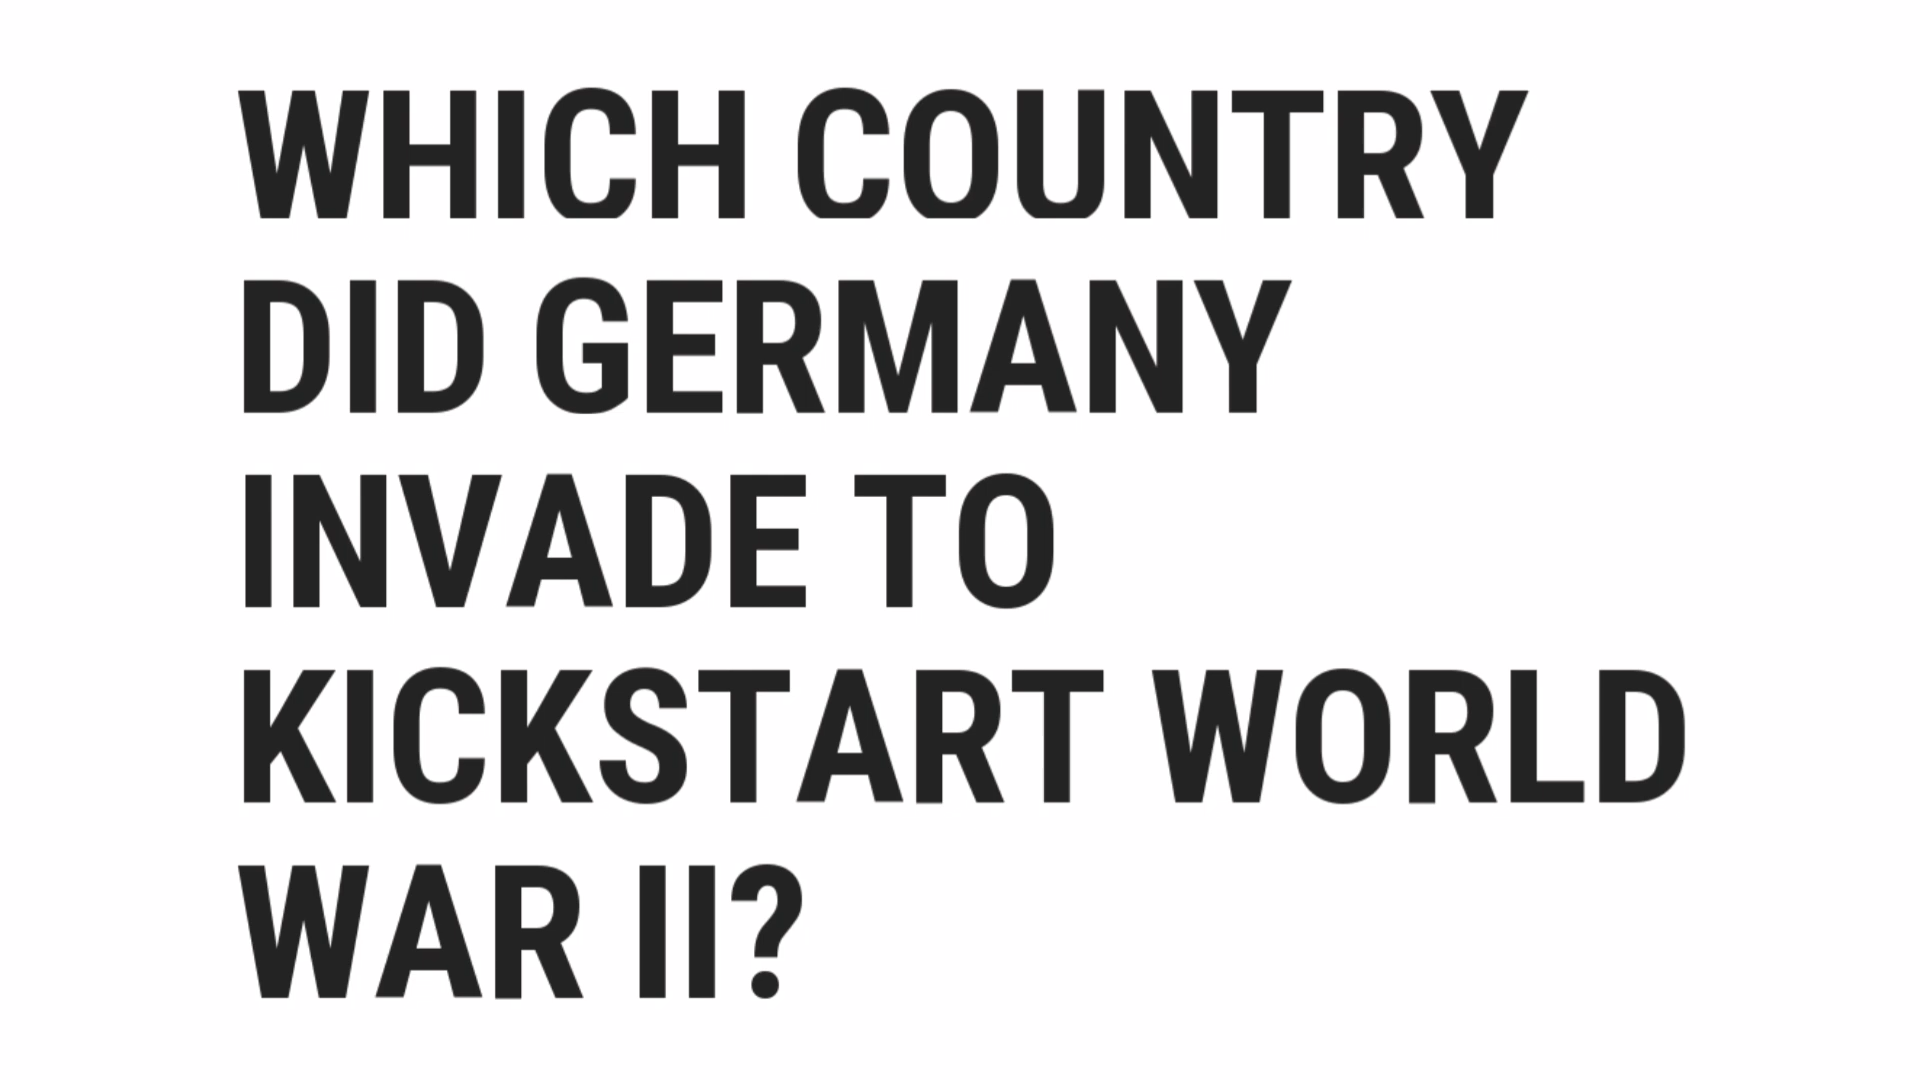 WHICH COUNTRY
DID GERMANY
INVADE TO
KICKSTART WORLD
WAR II?